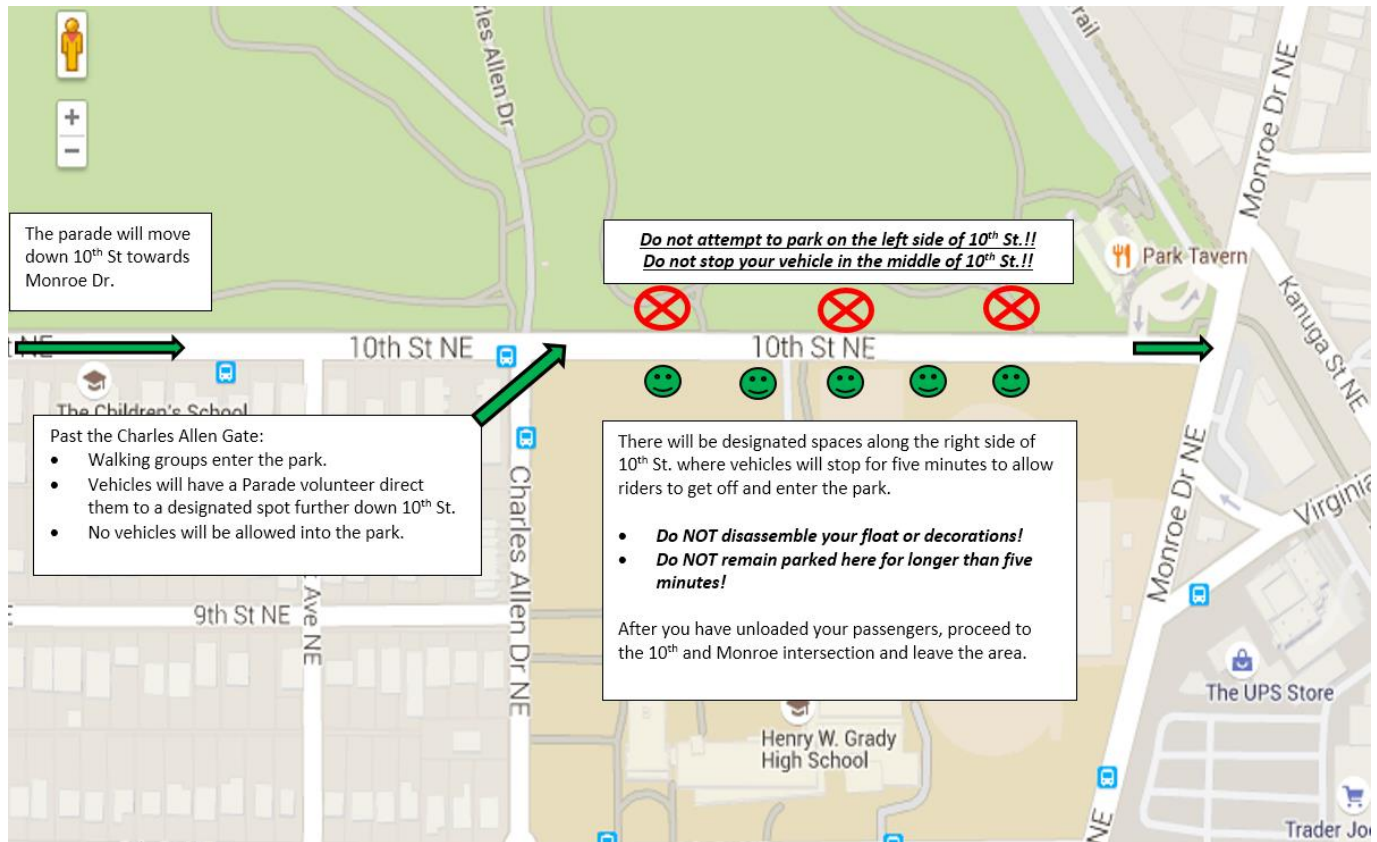 rail
les Allen Dr
Monroe Dr NE
+
−
The parade will move
down 10th St towards
Monroe Dr.
Do not attempt to park on the left side of 10th St.!!
Do not stop your vehicle in the middle of 10th St.!!
Park Tavern
Kanuga St NE
t NE
10th St NE
10th St NE
The Children's School
Past the Charles Allen Gate:
• Walking groups enter the park.
• Vehicles will have a Parade volunteer direct
them to a designated spot further down 10th St.
• No vehicles will be allowed into the park.
There will be designated spaces along the right side of
10th St. where vehicles will stop for five minutes to allow
riders to get off and enter the park.
• Do NOT disassemble your float or decorations!
• Do NOT remain parked here for longer than five
minutes!
After you have unloaded your passengers, proceed to
the 10th and Monroe intersection and leave the area.
Charles Allen Dr NE
Monroe Dr NE
Virginia
9th St NE
Ave NE
The UPS Store
Henry W. Grady
High School
NE
Trader Joe